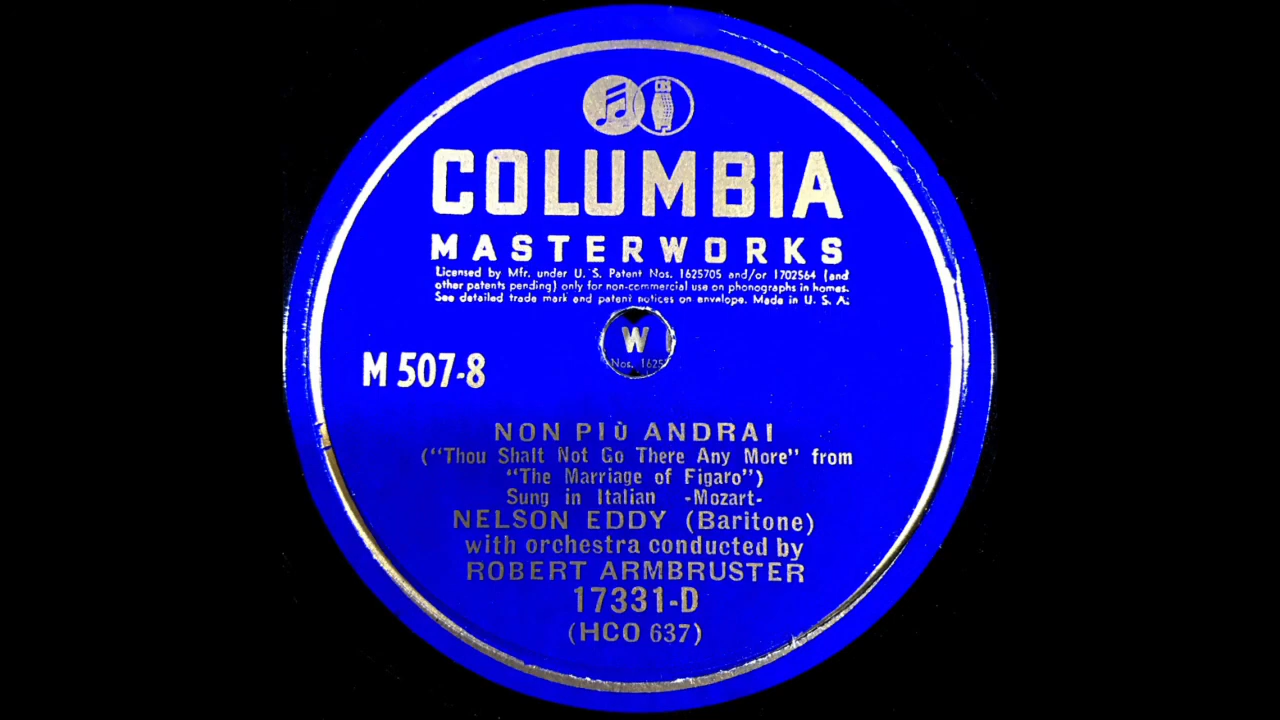 CBS
COLUMBIA
MASTERWORKS
Licensed by Mfr. under U. S. Patent Nos. 1625705 and/or 1702564 (and
other patents pending) only for non-commercial use on phonographs in homes.
See detailed trade mark and patent notices on envelope. Made in U. S. A.
W
Nos. 1625
M 507-8
NON PIÙ ANDRAI
("Thou Shalt Not Go There Any More" from
"The Marriage of Figaro")
Sung in Italian -Mozart-
NELSON EDDY (Baritone)
with orchestra conducted by
ROBERT ARMBRUSTER
17331-D
(HCO 637)